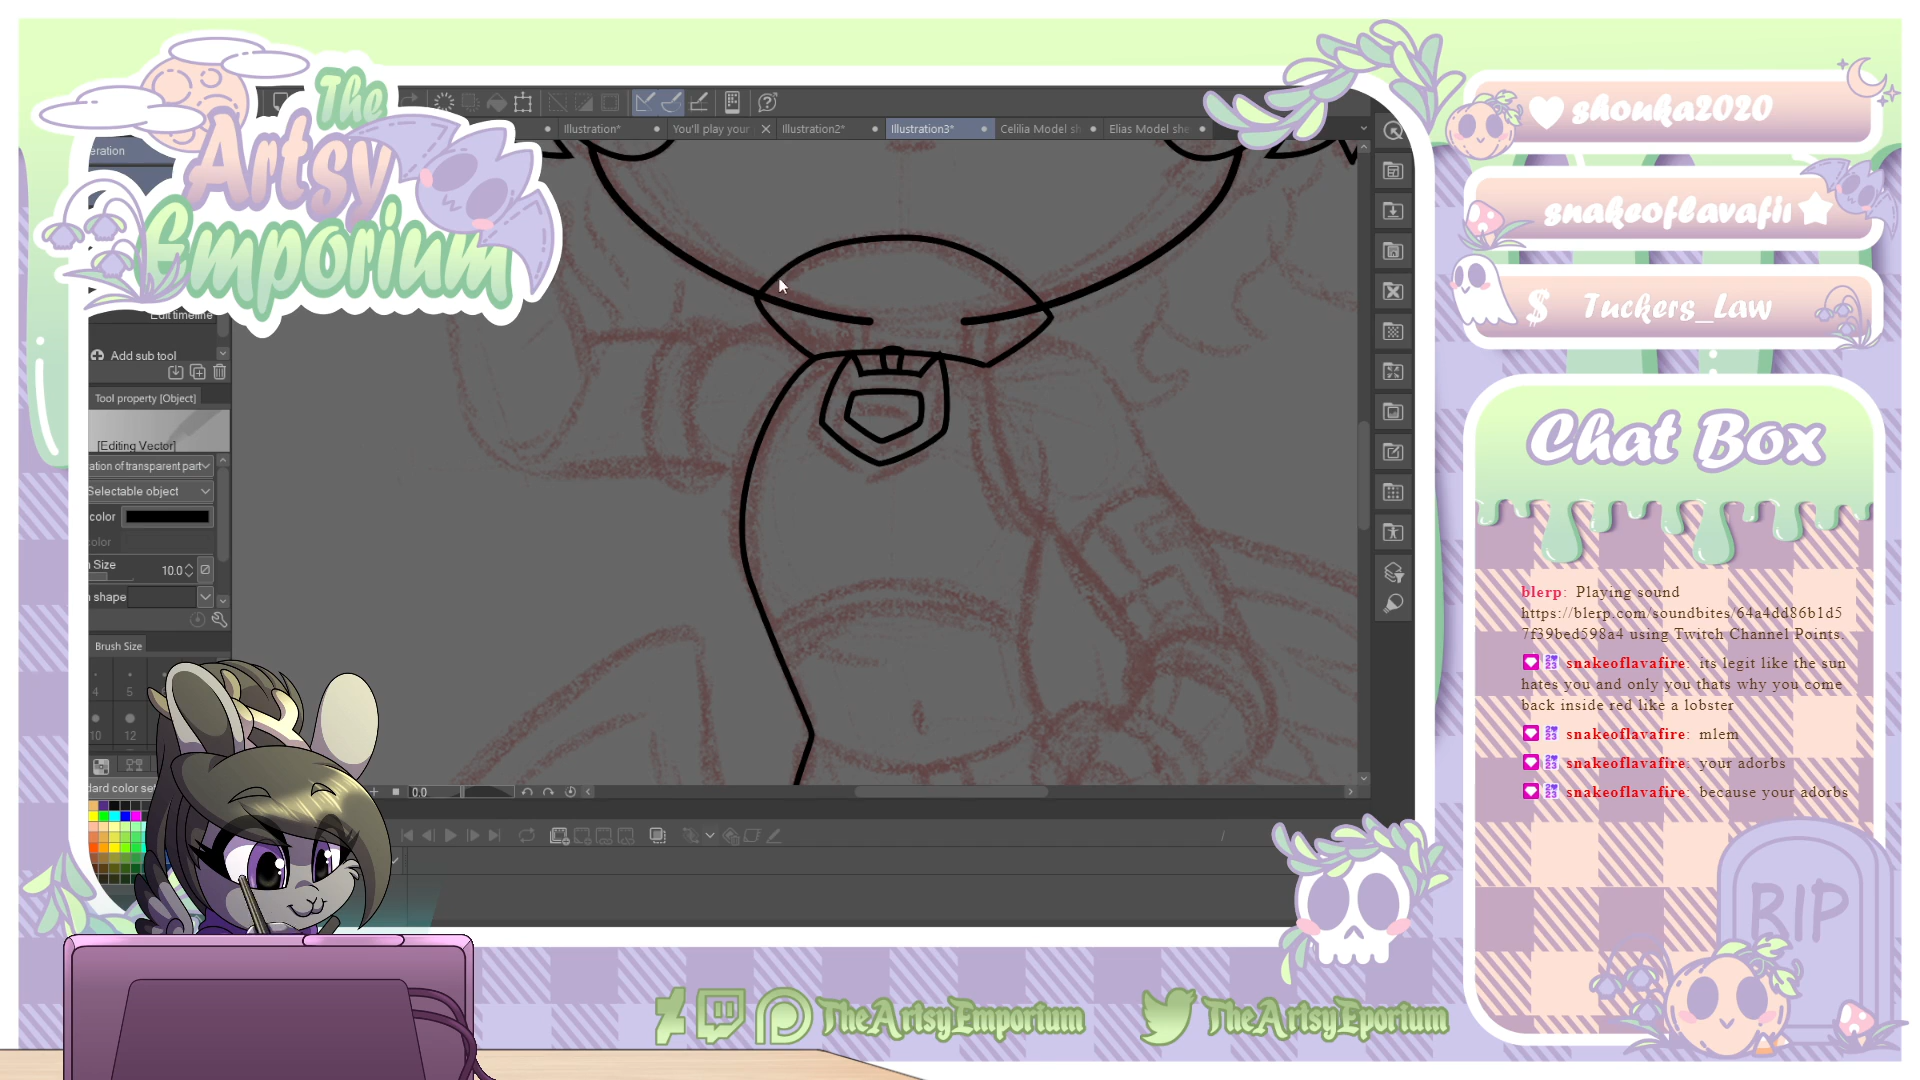 The
Artsy
Emporium
Illustration*
You'll play your
Illustration2*
Illustration3*
Celilia Model sh
Elias Model she
eration
Edit timeline
Add sub tool
Tool property [Object]
[Editing Vector]
ation of transparent part
Selectable object
color
color
Size
10.0
shape
Brush Size
4
5
10
12
dard color se
0.0
shouka2020
snakeoflavafi
$ Tuckers_Law
Chat Box
blerp: Playing sound
https://blerp.com/soundbites/64a4dd86b1d5
7f39bed598a4 using Twitch Channel Points.
snakeoflavafire: its legit like the sun
hates you and only you thats why you come
back inside red like a lobster
snakeoflavafire: mlem
snakeoflavafire: your adorbs
snakeoflavafire: because your adorbs
RIP
TheArtsyEmporium
TheArtsyEporium